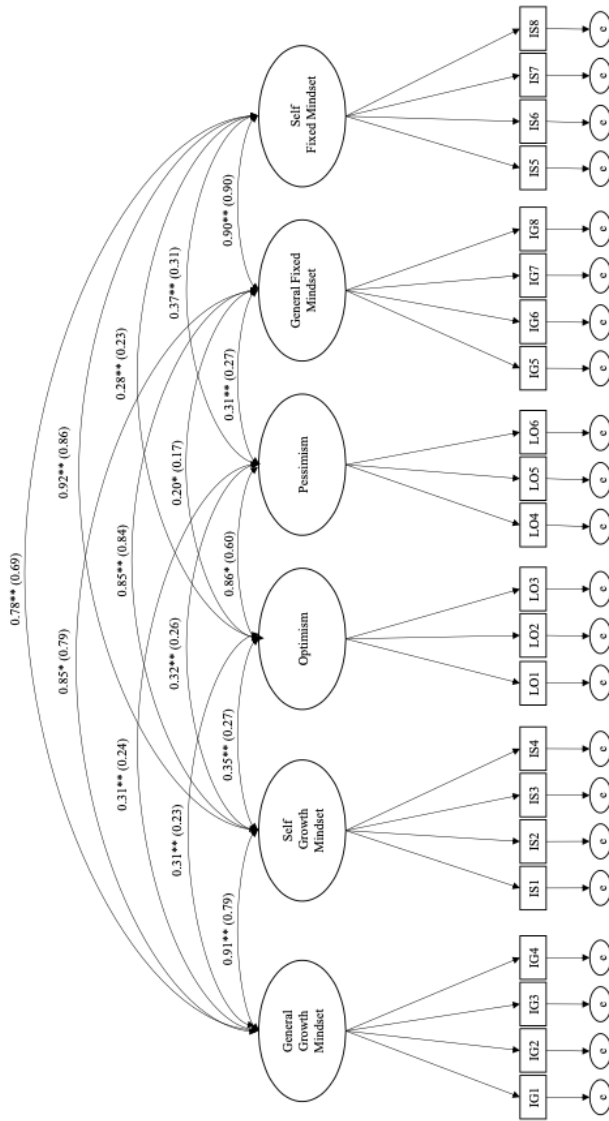 0.78** (0.69)
0.92** (0.86)
0.85* (0.79)
0.28** (0.23)
0.85** (0.84)
0.31** (0.24)
0.37** (0.31)
0.20* (0.17)
0.32** (0.26)
0.31** (0.23)
0.90** (0.90)
0.31** (0.27)
0.86* (0.60)
0.35** (0.27)
0.91** (0.79)
General
Growth
Mindset
Self
Growth
Mindset
Optimism
Pessimism
General Fixed
Mindset
Self
Fixed Mindset
IG1 IG2 IG3 IG4 IS1 IS2 IS3 IS4 LO1 LO2 LO3 LO4 LO5 LO6 IG5 IG6 IG7 IG8 IS5 IS6 IS7 IS8
e e e e e e e e e e e e e e e e e e e e e e